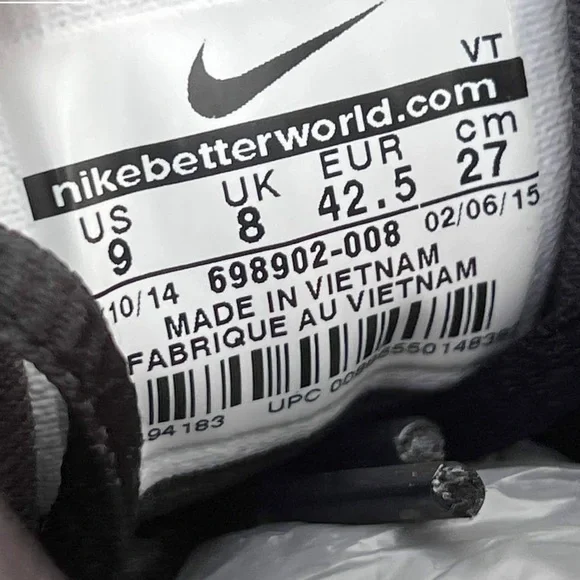 VT
nikebetterworld.com
US UK EUR cm
9 8 42.5 27
10/14 698902-008 02/06/15
MADE IN VIETNAM
FABRIQUE AU VIETNAM
94183 UPC